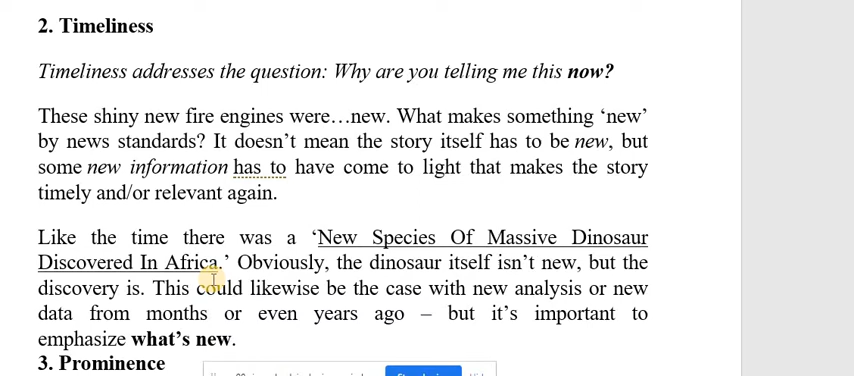 2. Timeliness
Timeliness addresses the question: Why are you telling me this now?
These shiny new fire engines were…new. What makes something ‘new’
by news standards? It doesn’t mean the story itself has to be new, but
some new information has to have come to light that makes the story
timely and/or relevant again.
Like the time there was a ‘New Species Of Massive Dinosaur
Discovered In Africa.’ Obviously, the dinosaur itself isn’t new, but the
discovery is. This could likewise be the case with new analysis or new
data from months or even years ago – but it’s important to
emphasize what’s new.
3. Prominence